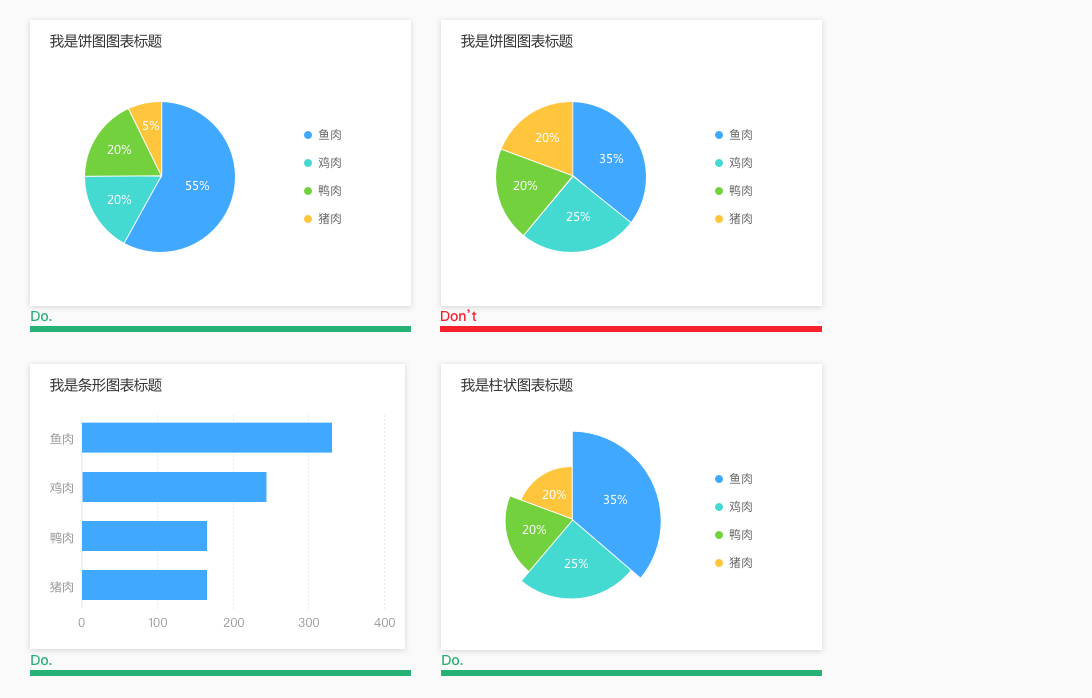 我是饼图图表标题
5%
20%
55%
20%
鱼肉
鸡肉
鸭肉
猪肉
Do.
我是饼图图表标题
20%
35%
20%
25%
鱼肉
鸡肉
鸭肉
猪肉
Don’t
我是条形图表标题
鱼肉
鸡肉
鸭肉
猪肉
0 100 200 300 400
Do.
我是柱状图表标题
20%
35%
20%
25%
鱼肉
鸡肉
鸭肉
猪肉
Do.